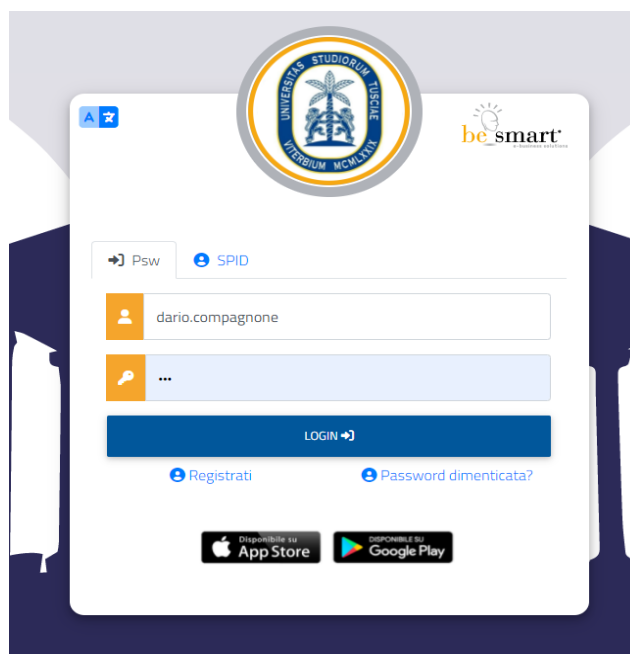 UNIVERSITAS STUDIORUM TUSCIAE
VITERBIUM MCMLXXIX
A
be smart
e-business solutions
Psw
SPID
dario.compagnone
•••
LOGIN
Registrati
Password dimenticata?
Disponibile su
App Store
DISPONIBILE SU
Google Play